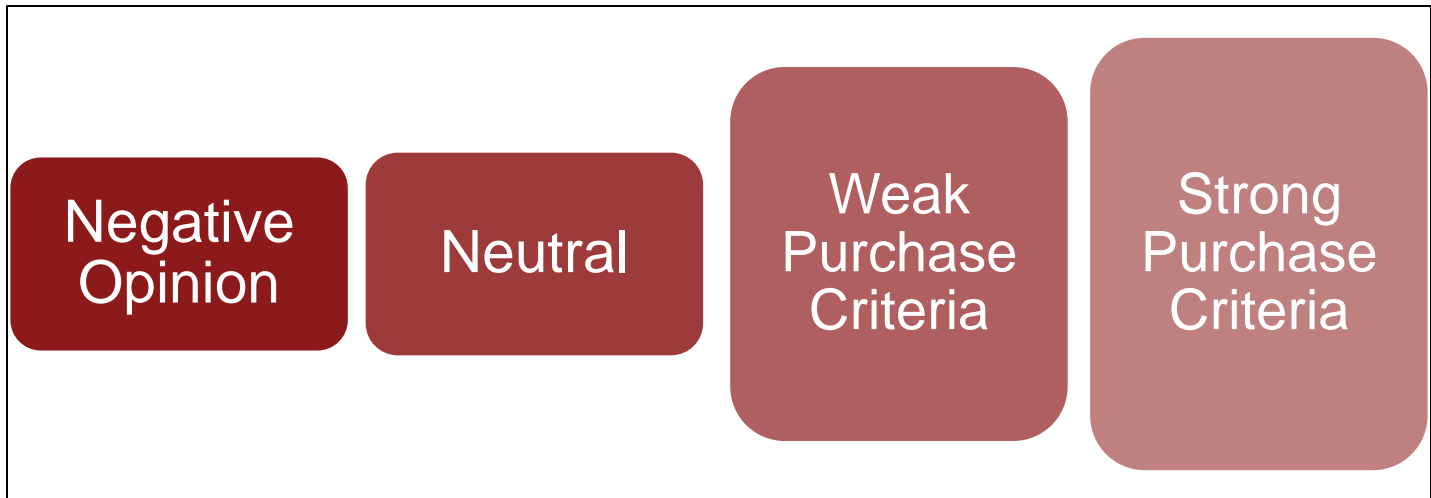 Negative
Opinion
Neutral
Weak
Purchase
Criteria
Strong
Purchase
Criteria